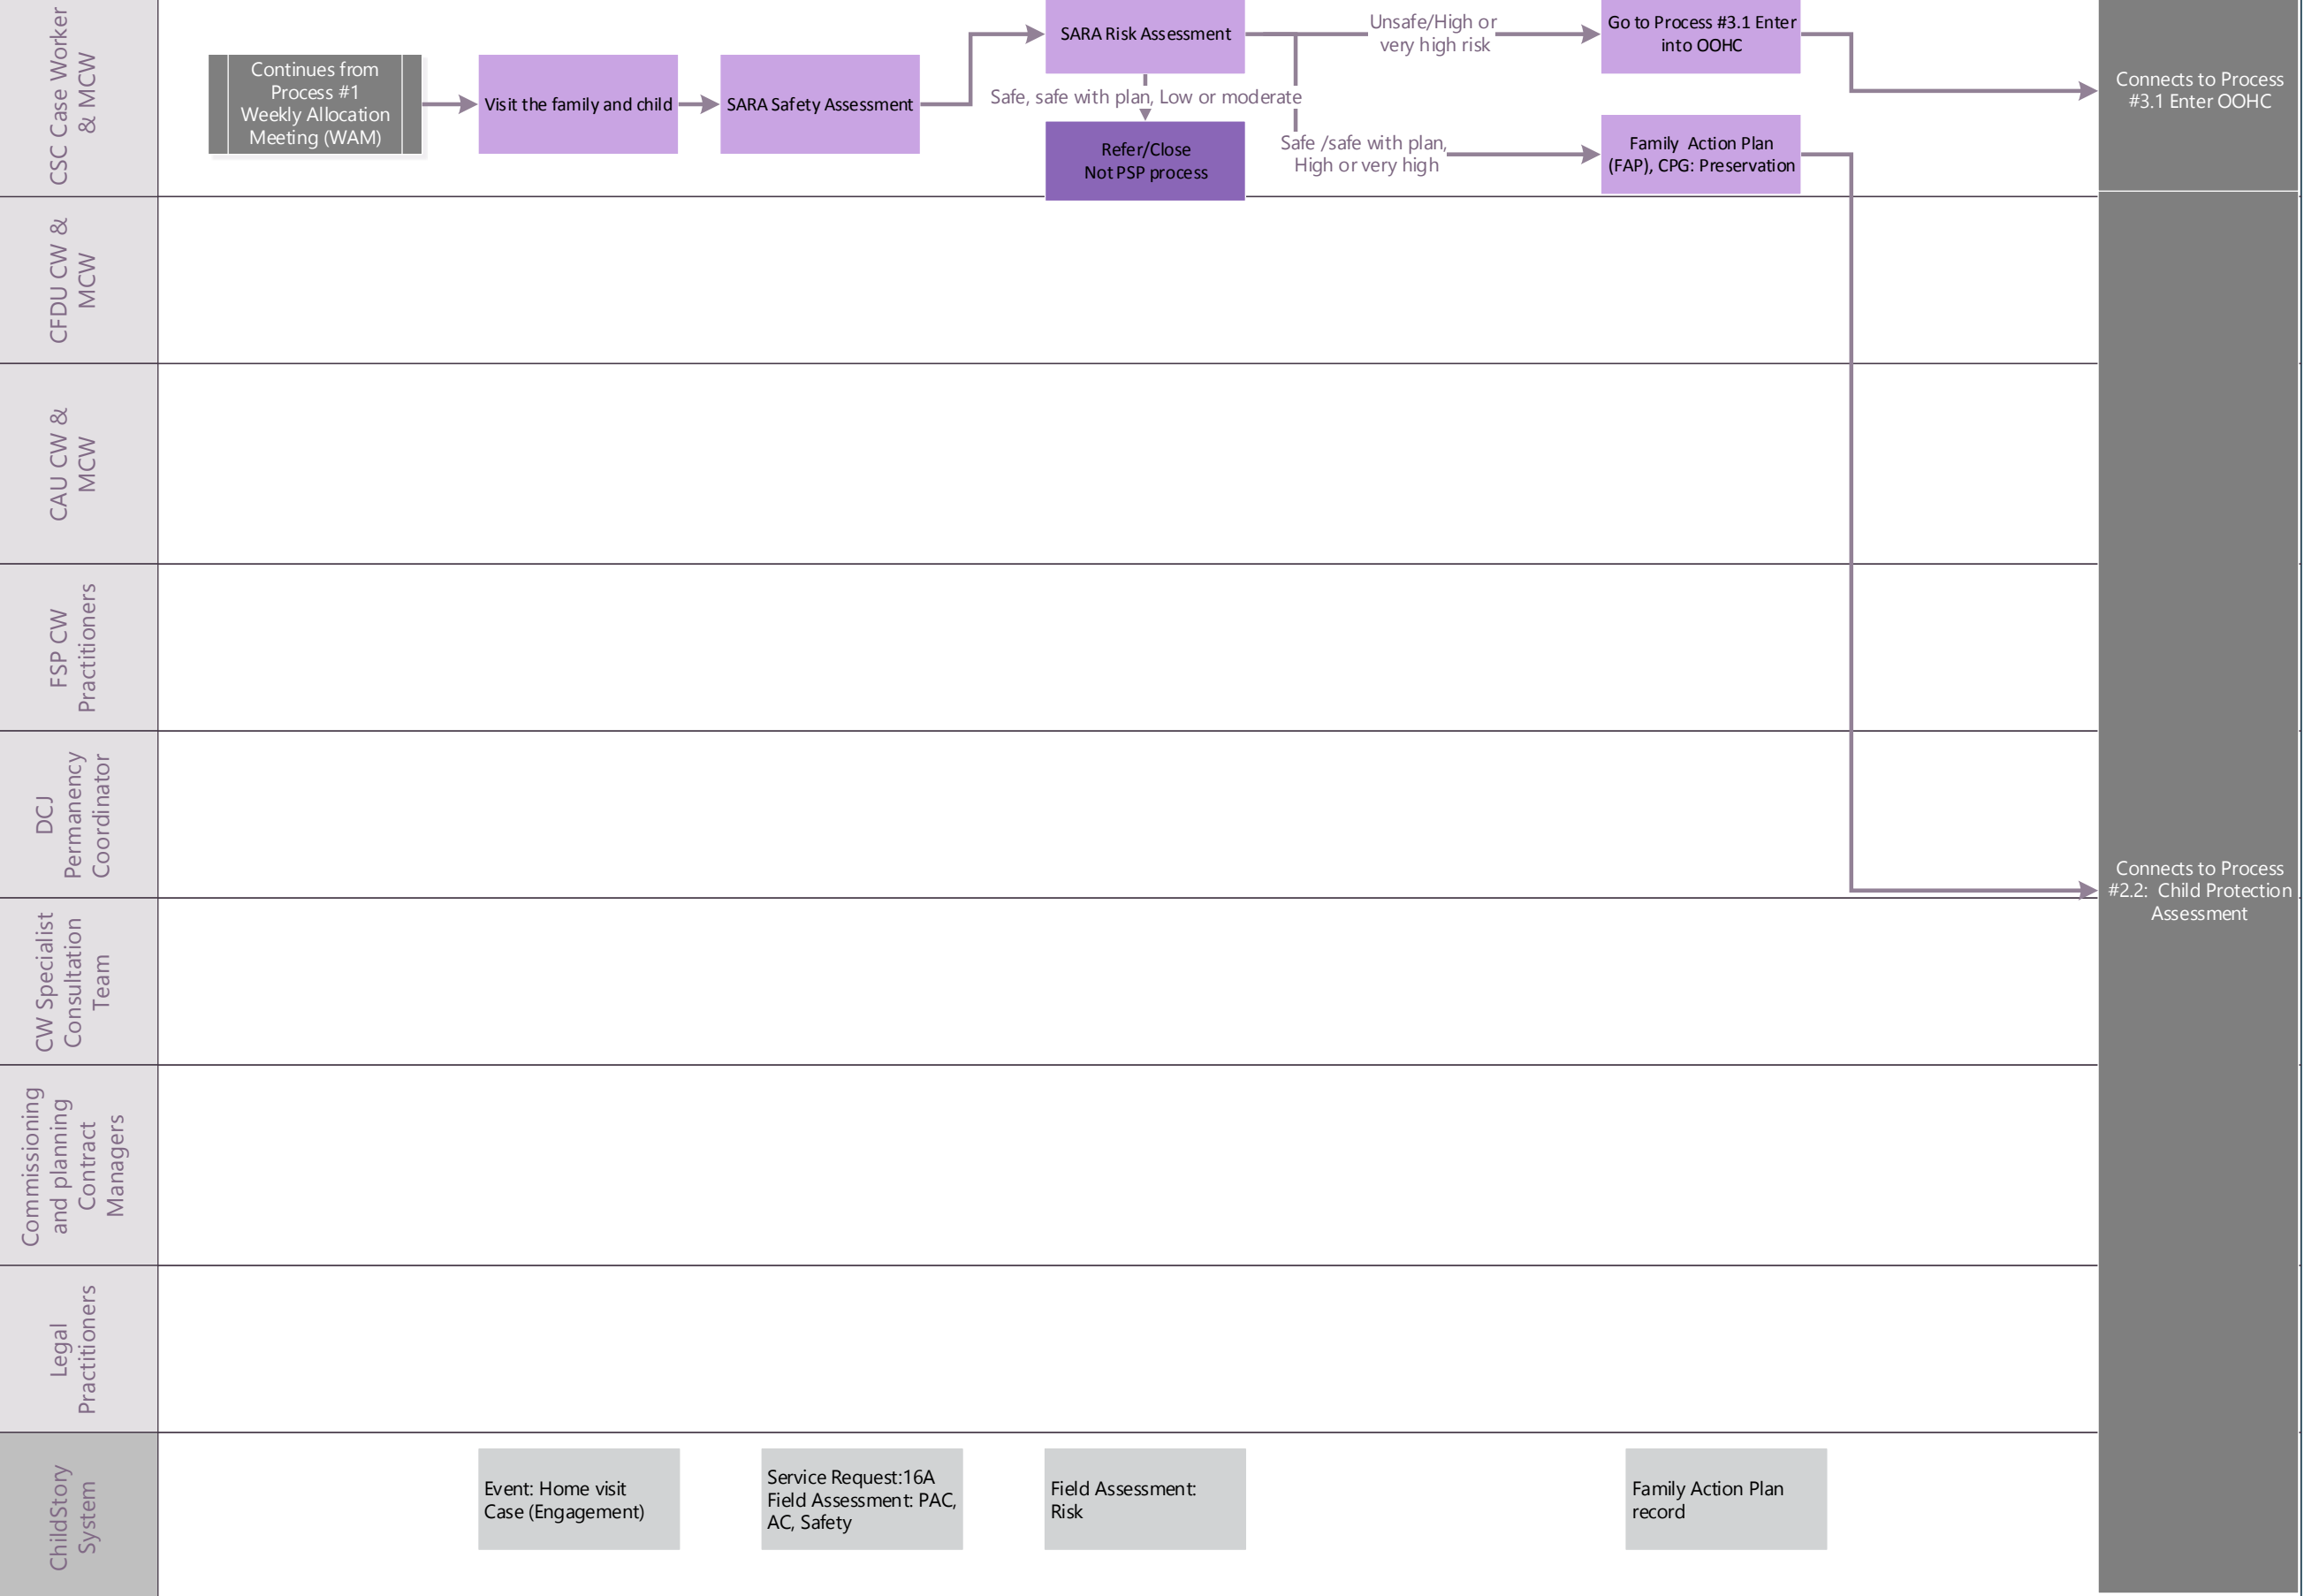 CSC Case Worker
& MCW
Continues from
Process #1
Weekly Allocation
Meeting (WAM)
Visit the family and child
SARA Safety Assessment
SARA Risk Assessment
Safe, safe with plan, Low or moderate
Refer/Close
Not PSP process
Unsafe/High or
very high risk
Safe /safe with plan,
High or very high
Go to Process #3.1 Enter
into OOHC
Family Action Plan
(FAP), CPG: Preservation
Connects to Process
#3.1 Enter OOHC
CFDU CW &
MCW
CAU CW &
MCW
FSP CW
Practitioners
DCJ
Permanency
Coordinator
Connects to Process
#2.2: Child Protection
Assessment
CW Specialist
Consultation
Team
Commissioning
and planning
Contract
Managers
Legal
Practitioners
ChildStory
System
Event: Home visit
Case (Engagement)
Service Request:16A
Field Assessment: PAC,
AC, Safety
Field Assessment:
Risk
Family Action Plan
record